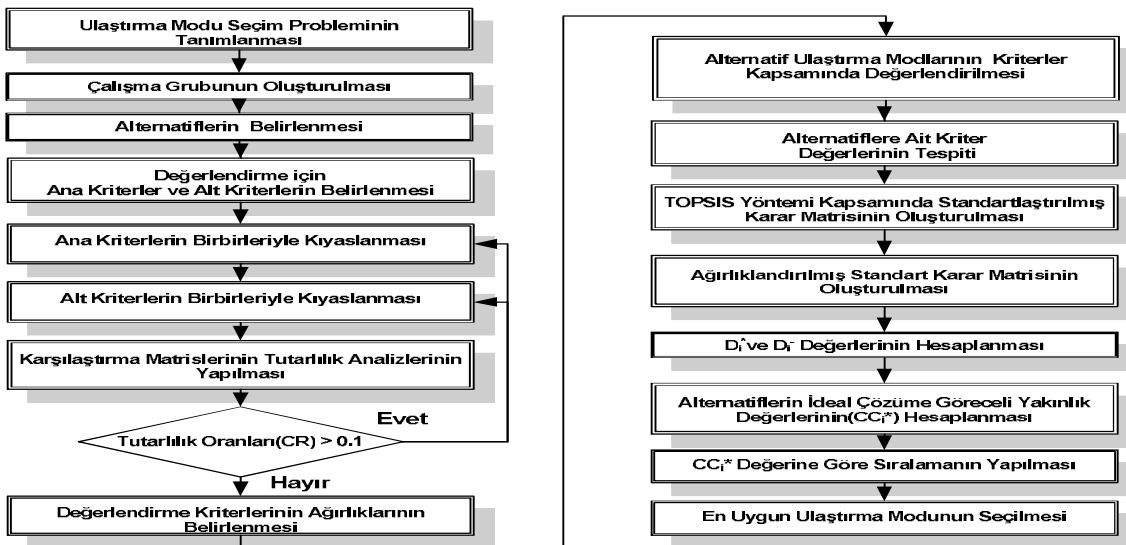 Ulaştırma Modu Seçim Probleminin
Tanımlanması
Çalışma Grubunun Oluşturulması
Alternatiflerin Belirlenmesi
Değerlendirme için
Ana Kriterler ve Alt Kriterlerin Belirlenmesi
Ana Kriterlerin Birbirleriyle Kıyaslanması
Alt Kriterlerin Birbirleriyle Kıyaslanması
Karşılaştırma Matrislerinin Tutarlılık Analizlerinin
Yapılması
Evet
Tutarlılık Oranları(CR) > 0.1
Hayır
Değerlendirme Kriterlerinin Ağırlıklarının
Belirlenmesi
Alternatif Ulaştırma Modlarının Kriterler
Kapsamında Değerlendirilmesi
Alternatiflere Ait Kriter
Değerlerinin Tespiti
TOPSIS Yöntemi Kapsamında Standartlaştırılmış
Karar Matrisinin Oluşturulması
Ağırlıklandırılmış Standart Karar Matrisinin
Oluşturulması
Dᵢ* ve Dᵢ⁻ Değerlerinin Hesaplanması
Alternatiflerin İdeal Çözüme Göreceli Yakınlık
Değerlerinin(CCᵢ*) Hesaplanması
CCᵢ* Değerine Göre Sıralamanın Yapılması
En Uygun Ulaştırma Modunun Seçilmesi